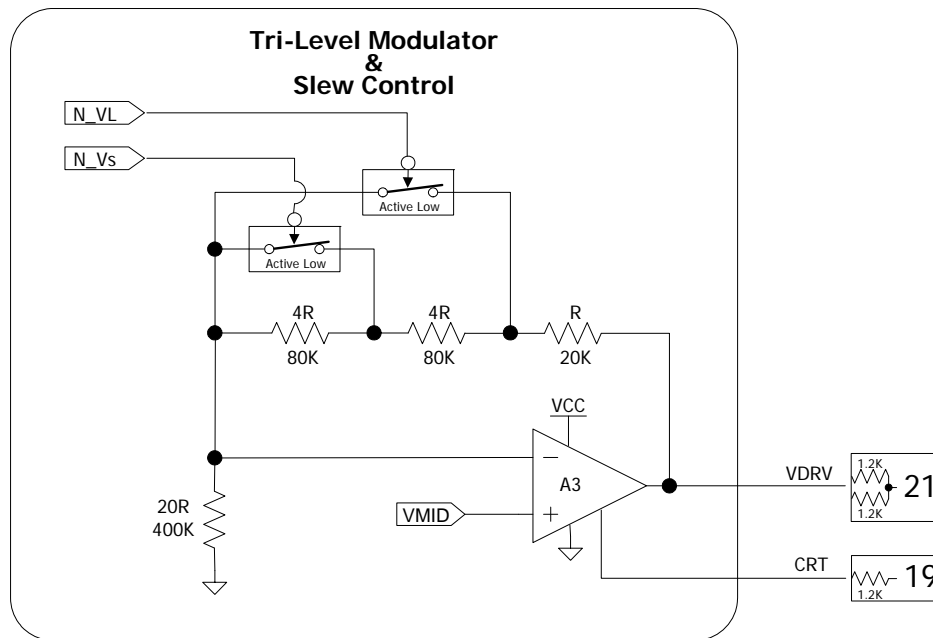 Tri-Level Modulator
&
Slew Control
N_VL
N_Vs
Active Low
Active Low
4R
4R
R
80K
80K
20K
VCC
A3
VMID
20R
400K
VDRV
1.2K
21
1.2K
CRT
19
1.2K